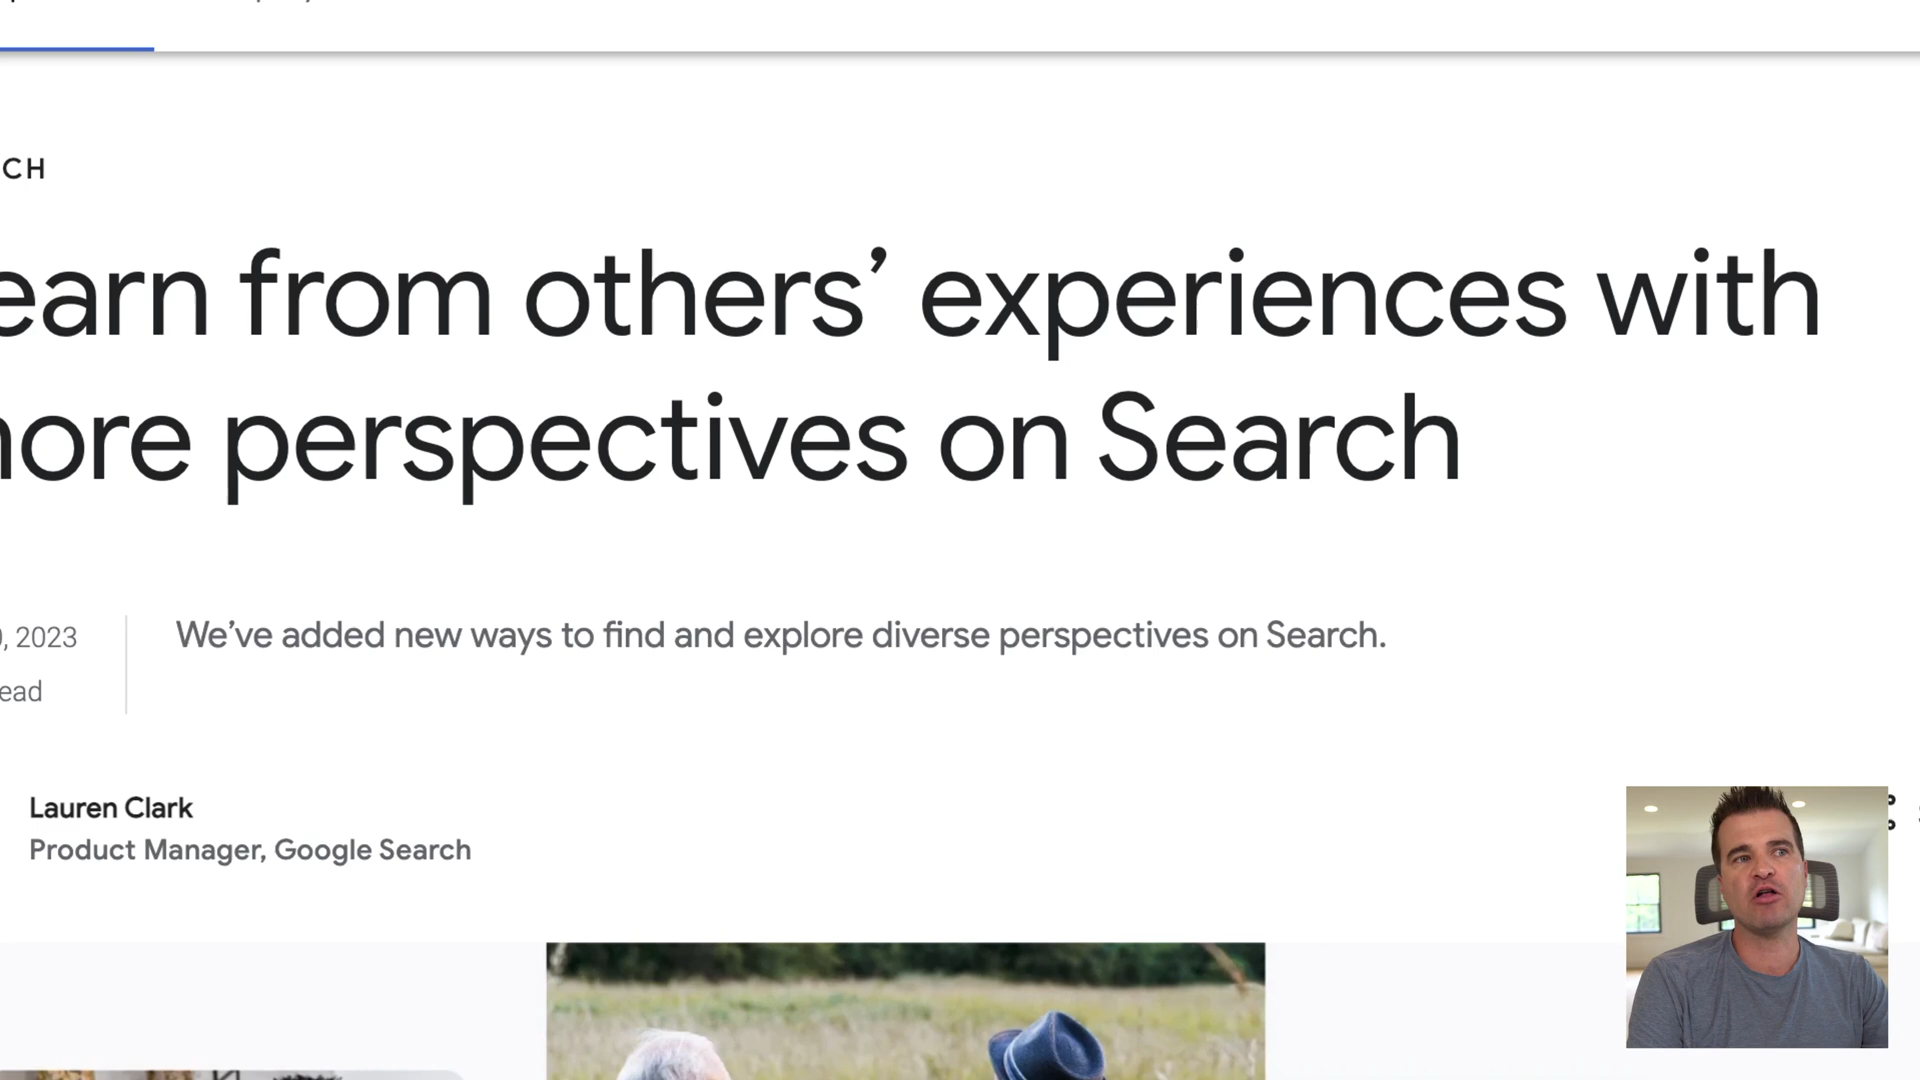 CH
earn from others’ experiences with
ore perspectives on Search
, 2023
ead
We’ve added new ways to find and explore diverse perspectives on Search.
Lauren Clark
Product Manager, Google Search